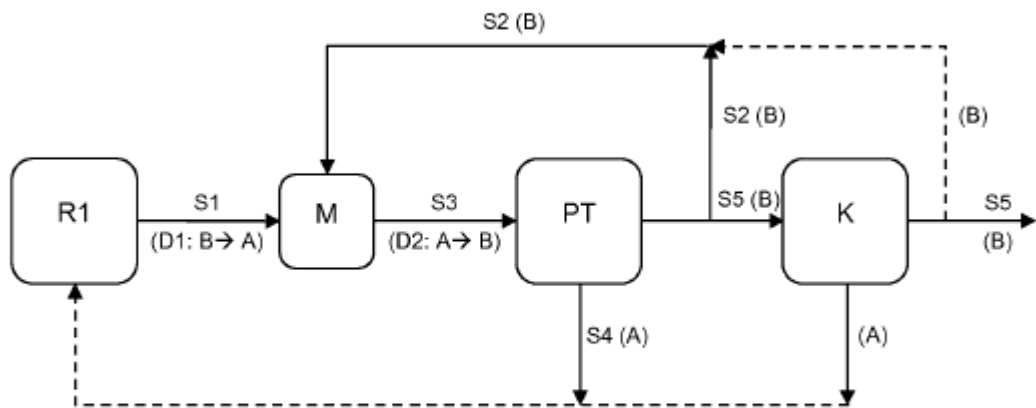 S2 (B)
S2 (B)
(B)
R1
S1
(D1: B→ A)
M
S3
(D2: A→ B)
PT
S5 (B)
K
S5
(B)
S4 (A)
(A)